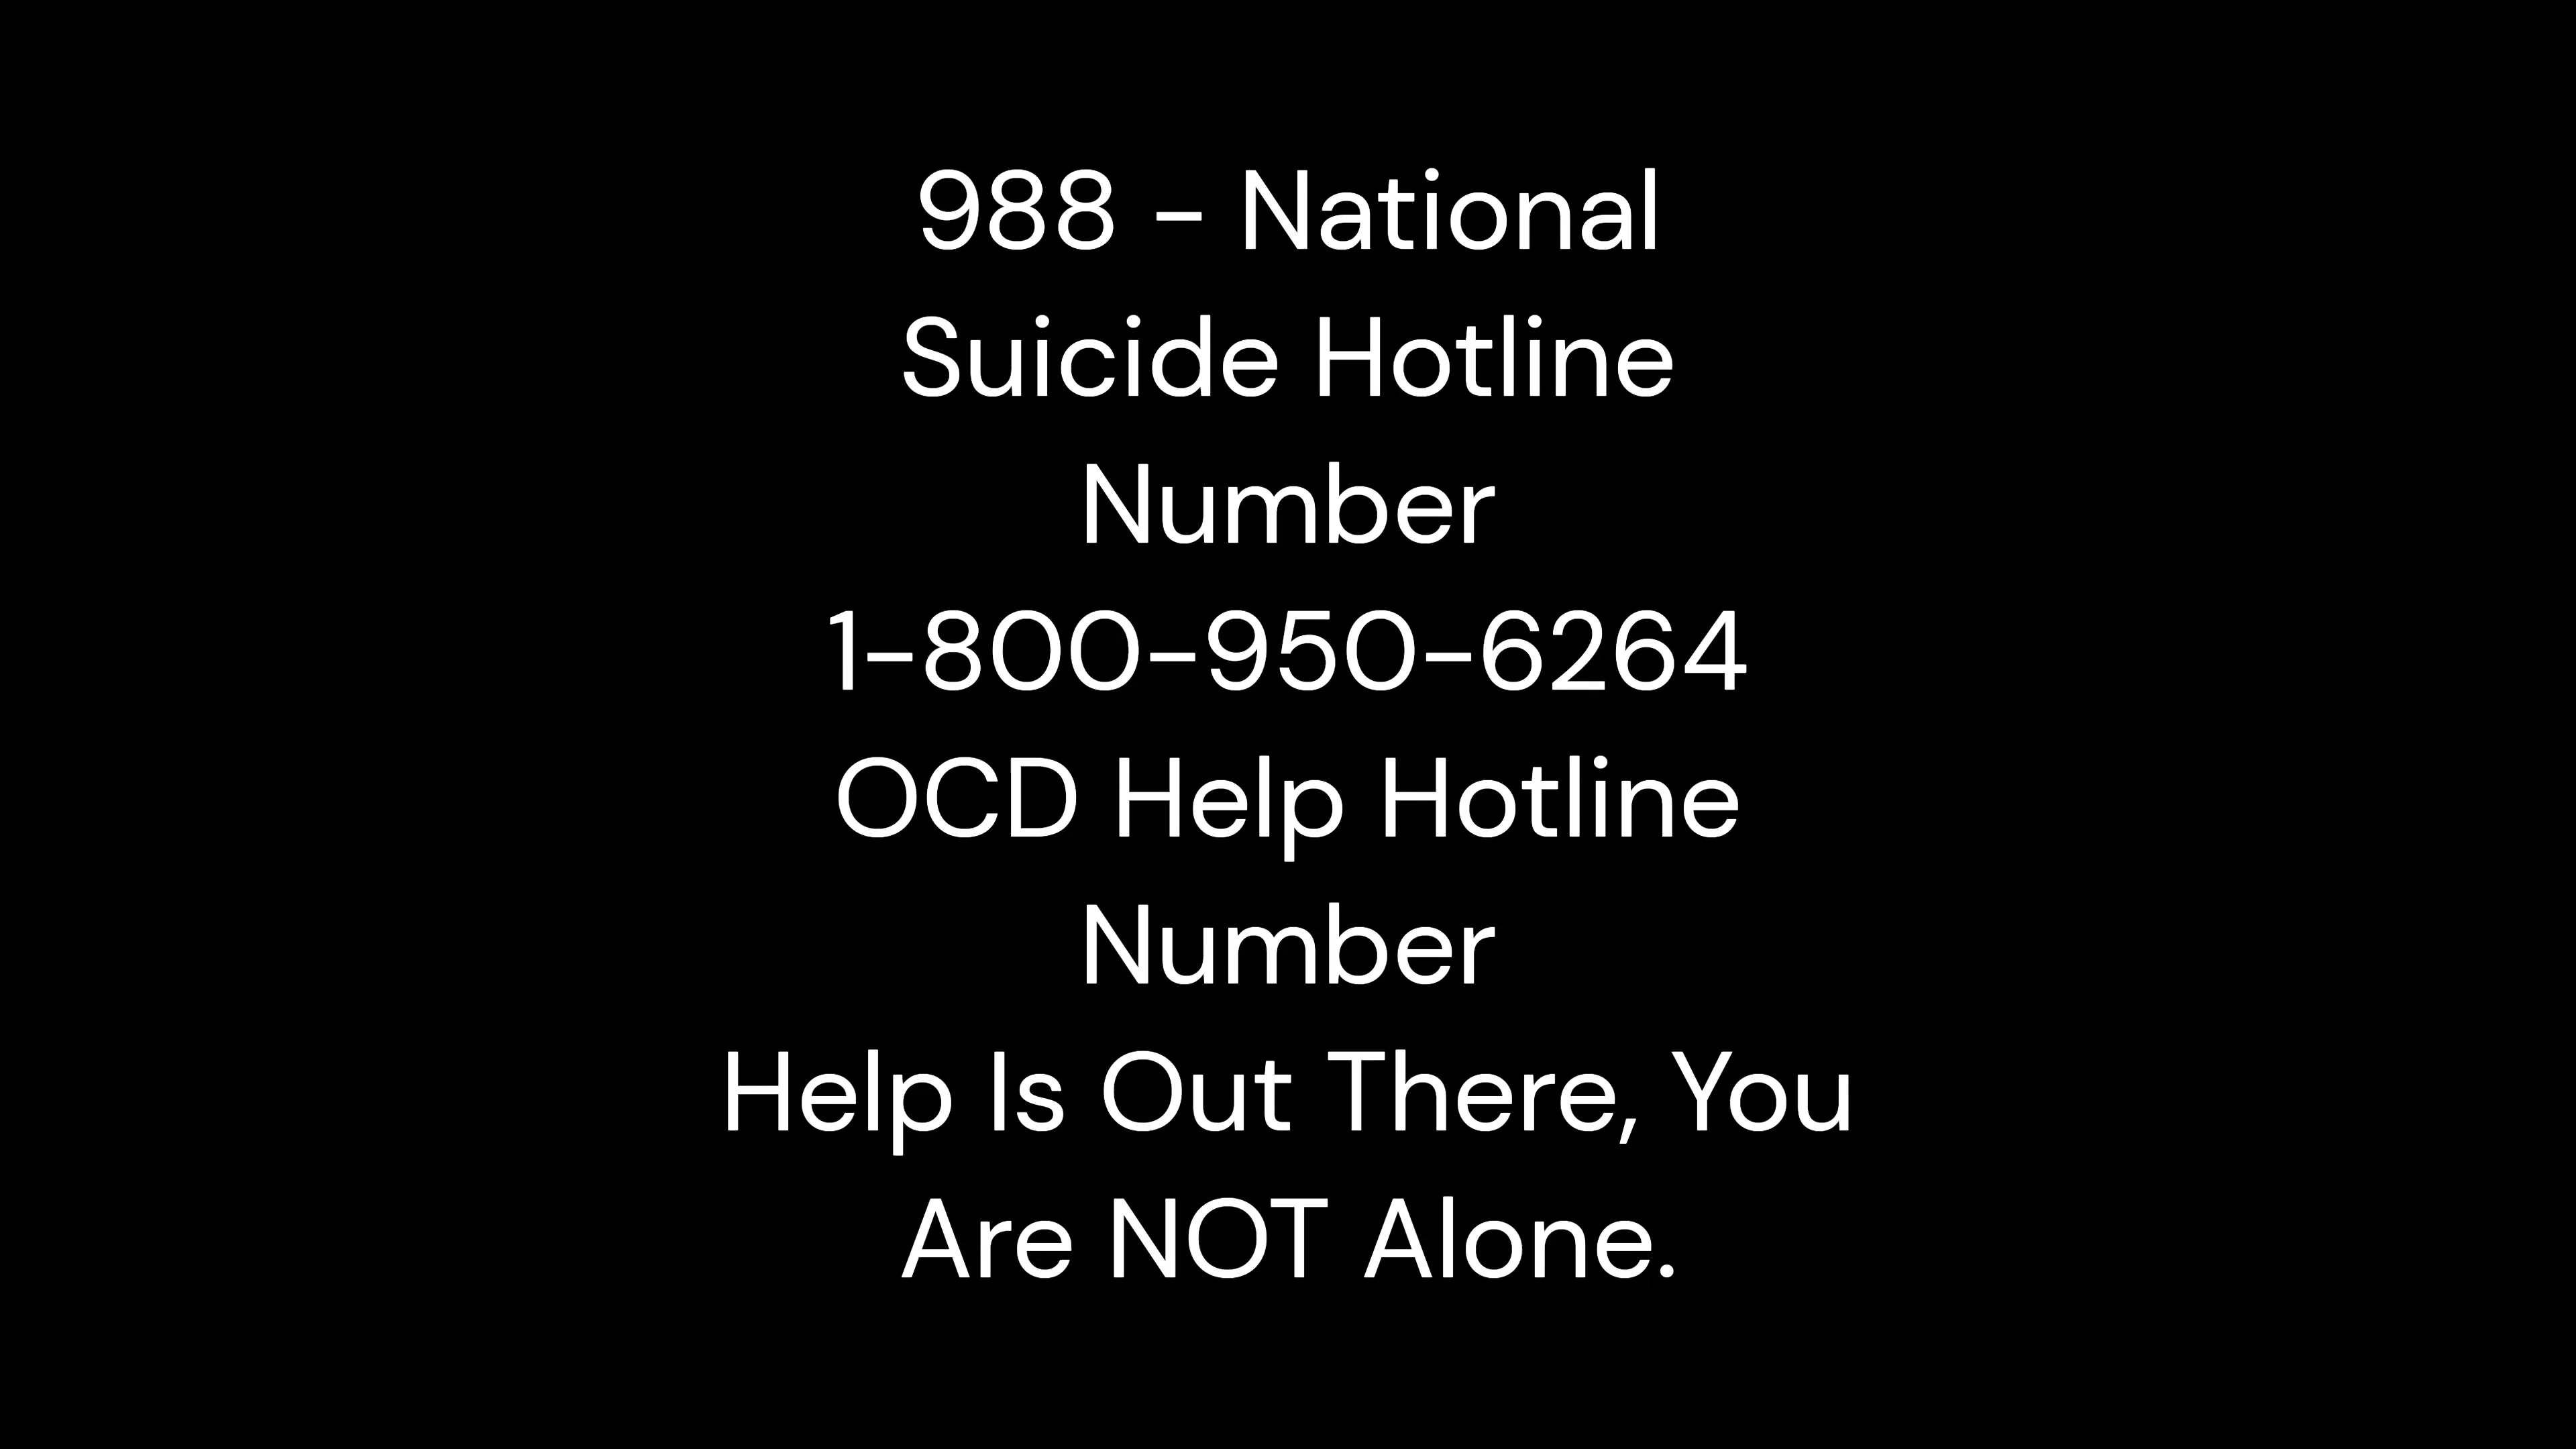 988 - National
Suicide Hotline
Number
1-800-950-6264
OCD Help Hotline
Number
Help Is Out There, You
Are NOT Alone.